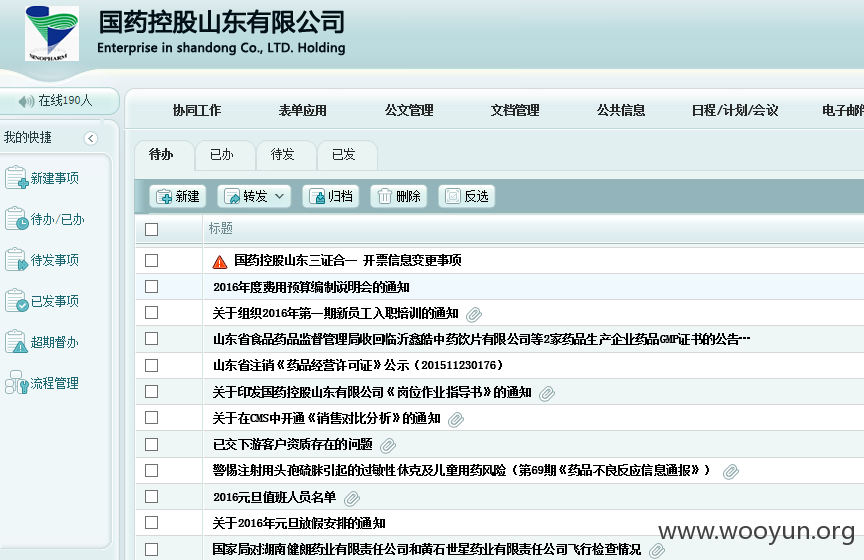 国药控股山东有限公司
Enterprise in shandong Co., LTD. Holding
SINOPHARM
在线190人
协同工作 表单应用 公文管理 文档管理 公共信息 日程/计划/会议 电子邮件
我的快捷
待办 已办 待发 已发
新建事项
新建 转发 归档 删除 反选
待办/已办
标题
待发事项
国药控股山东三证合一 开票信息变更事项
2016年度费用预算编制说明会的通知
已发事项
关于组织2016年第一期新员工入职培训的通知
超期督办
山东省食品药品监督管理局收回临沂鑫皓中药饮片有限公司等2家药品生产企业药品GMP证书的公告…
山东省注销《药品经营许可证》公示（201511230176）
流程管理
关于印发国药控股山东有限公司《岗位作业指导书》的通知
关于在CMS中开通《销售对比分析》的通知
已交下游客户资质存在的问题
警惕注射用头孢硫脒引起的过敏性休克及儿童用药风险（第69期《药品不良反应信息通报》）
2016元旦值班人员名单
关于2016年元旦放假安排的通知
www.wooyun.org
国家局对湖南健朗药业有限责任公司和黄石世星药业有限责任公司飞行检查情况